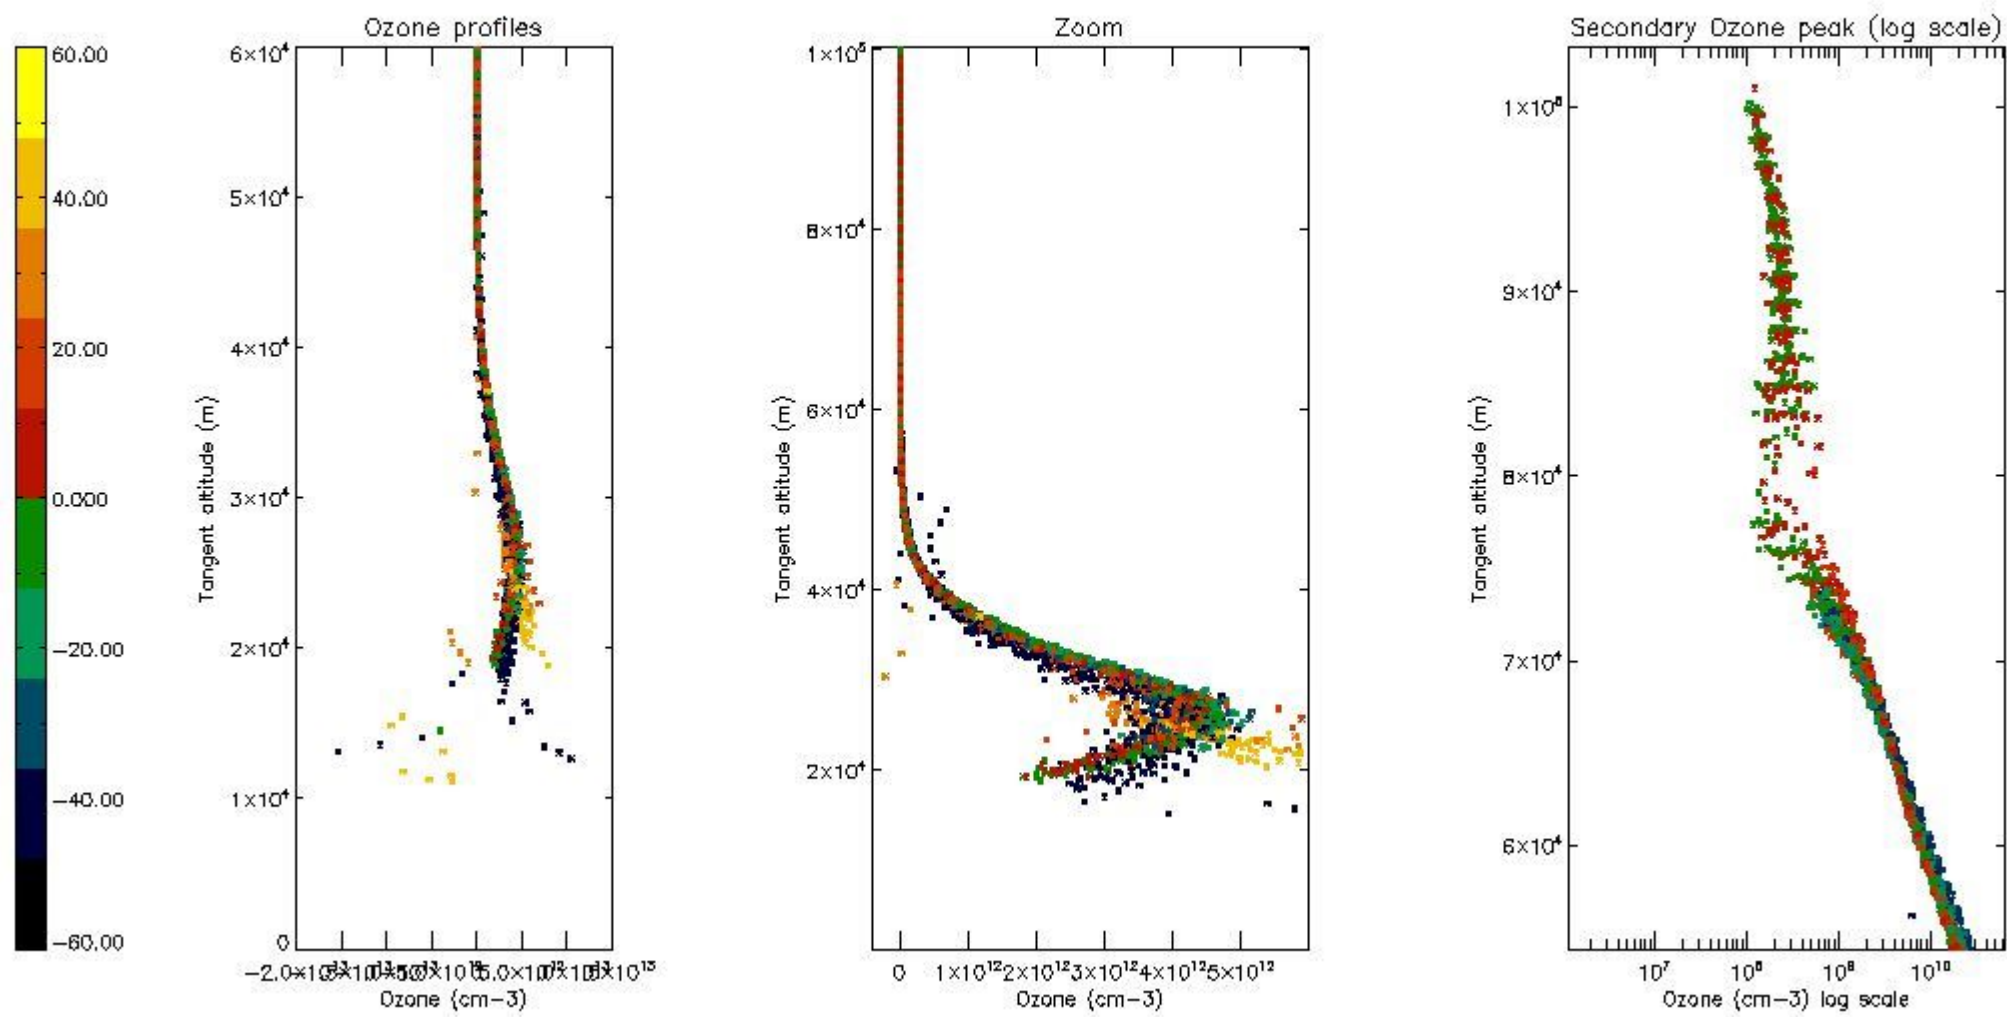 Ozone profiles
Zoom
Secondary Ozone peak (log scale)
60.00
40.00
20.00
0.000
−20.00
−40.00
−60.00
6×10⁴
5×10⁴
4×10⁴
3×10⁴
2×10⁴
1×10⁴
0
Tangent altitude (m)
Ozone (cm−3)
1×10⁵
8×10⁴
6×10⁴
4×10⁴
2×10⁴
Tangent altitude (m)
0 1×10¹² 2×10¹² 3×10¹² 4×10¹² 5×10¹²
Ozone (cm−3)
9×10⁴
8×10⁴
7×10⁴
6×10⁴
Tangent altitude (m)
10⁷ 10⁸ 10⁹ 10¹⁰
Ozone (cm−3) log scale